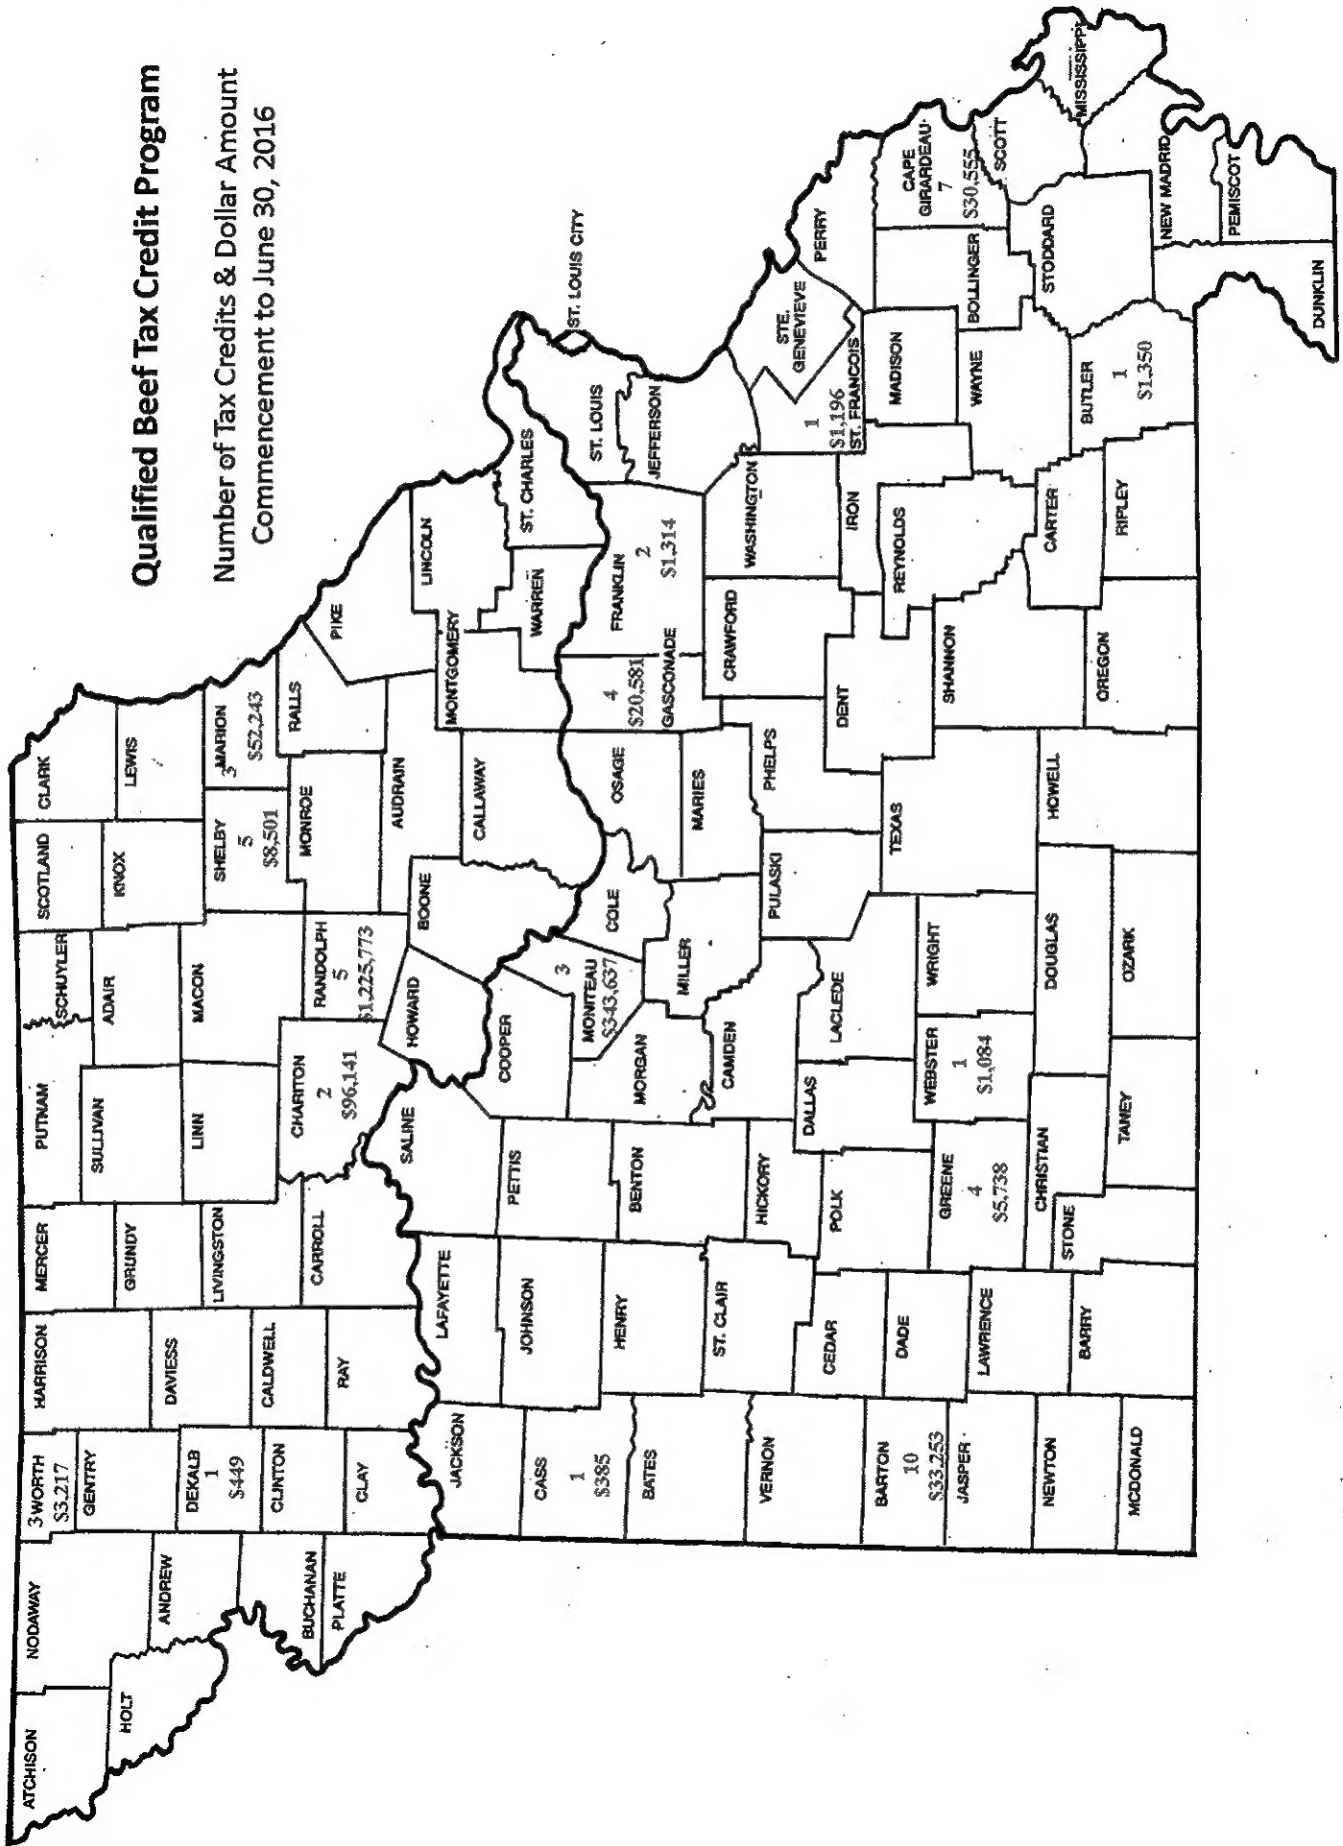 Qualified Beef Tax Credit Program
Number of Tax Credits & Dollar Amount
Commencement to June 30, 2016
ATCHISON
NODAWAY
3 WORTH
$3,217
HARRISON
MERCER
PUTNAM
SCHUYLER
SCOTLAND
CLARK
HOLT
GENTRY
GRUNDY
SULLIVAN
ADAIR
KNOX
LEWIS
ANDREW
DEKALB
1
$449
DAVIESS
LIVINGSTON
LINN
MACON
SHELBY
5
$8,501
MARION
3
$52,243
BUCHANAN
CLINTON
CALDWELL
CARROLL
CHARITON
2
$96,141
RANDOLPH
5
$1,225,773
MONROE
RALLS
PLATTE
CLAY
RAY
SALINE
HOWARD
BOONE
AUDRAIN
PIKE
JACKSON
LAFAYETTE
COOPER
CALLAWAY
MONTGOMERY
LINCOLN
WARREN
ST. CHARLES
CASS
1
$385
JOHNSON
PETTIS
MONITEAU
3
$343,637
COLE
OSAGE
GASCONADE
4
$20,581
FRANKLIN
2
$1,314
ST. LOUIS
ST. LOUIS CITY
JEFFERSON
BATES
HENRY
BENTON
MORGAN
MILLER
MARIES
VERNON
ST. CLAIR
HICKORY
CAMDEN
PULASKI
PHELPS
CRAWFORD
WASHINGTON
1
$1,196
ST. FRANCOIS
STE.
GENEVIEVE
PERRY
BARTON
10
$33,253
CEDAR
POLK
DALLAS
LACLEDE
DENT
IRON
MADISON
BOLLINGER
CAPE
GIRARDEAU
7
$30,555
JASPER
DADE
GREENE
4
$5,738
WEBSTER
1
$1,084
WRIGHT
TEXAS
REYNOLDS
WAYNE
SCOTT
MISSISSIPPI
LAWRENCE
SHANNON
NEWTON
CHRISTIAN
STONE
DOUGLAS
HOWELL
CARTER
BUTLER
1
$1,350
STODDARD
MCDONALD
BARRY
TANEY
OZARK
OREGON
RIPLEY
NEW MADRID
PEMISCOT
DUNKLIN